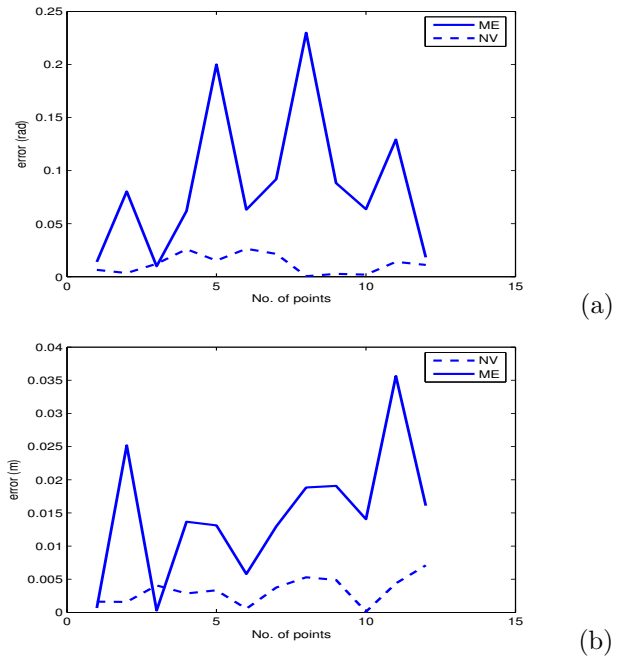 0.25
ME
NV
0.2
0.15
error (rad)
0.1
0.05
0
0
5
10
15
No. of points
(a)
0.04
NV
ME
0.035
0.03
0.025
error (m)
0.02
0.015
0.01
0.005
0
0
5
10
15
No. of points
(b)